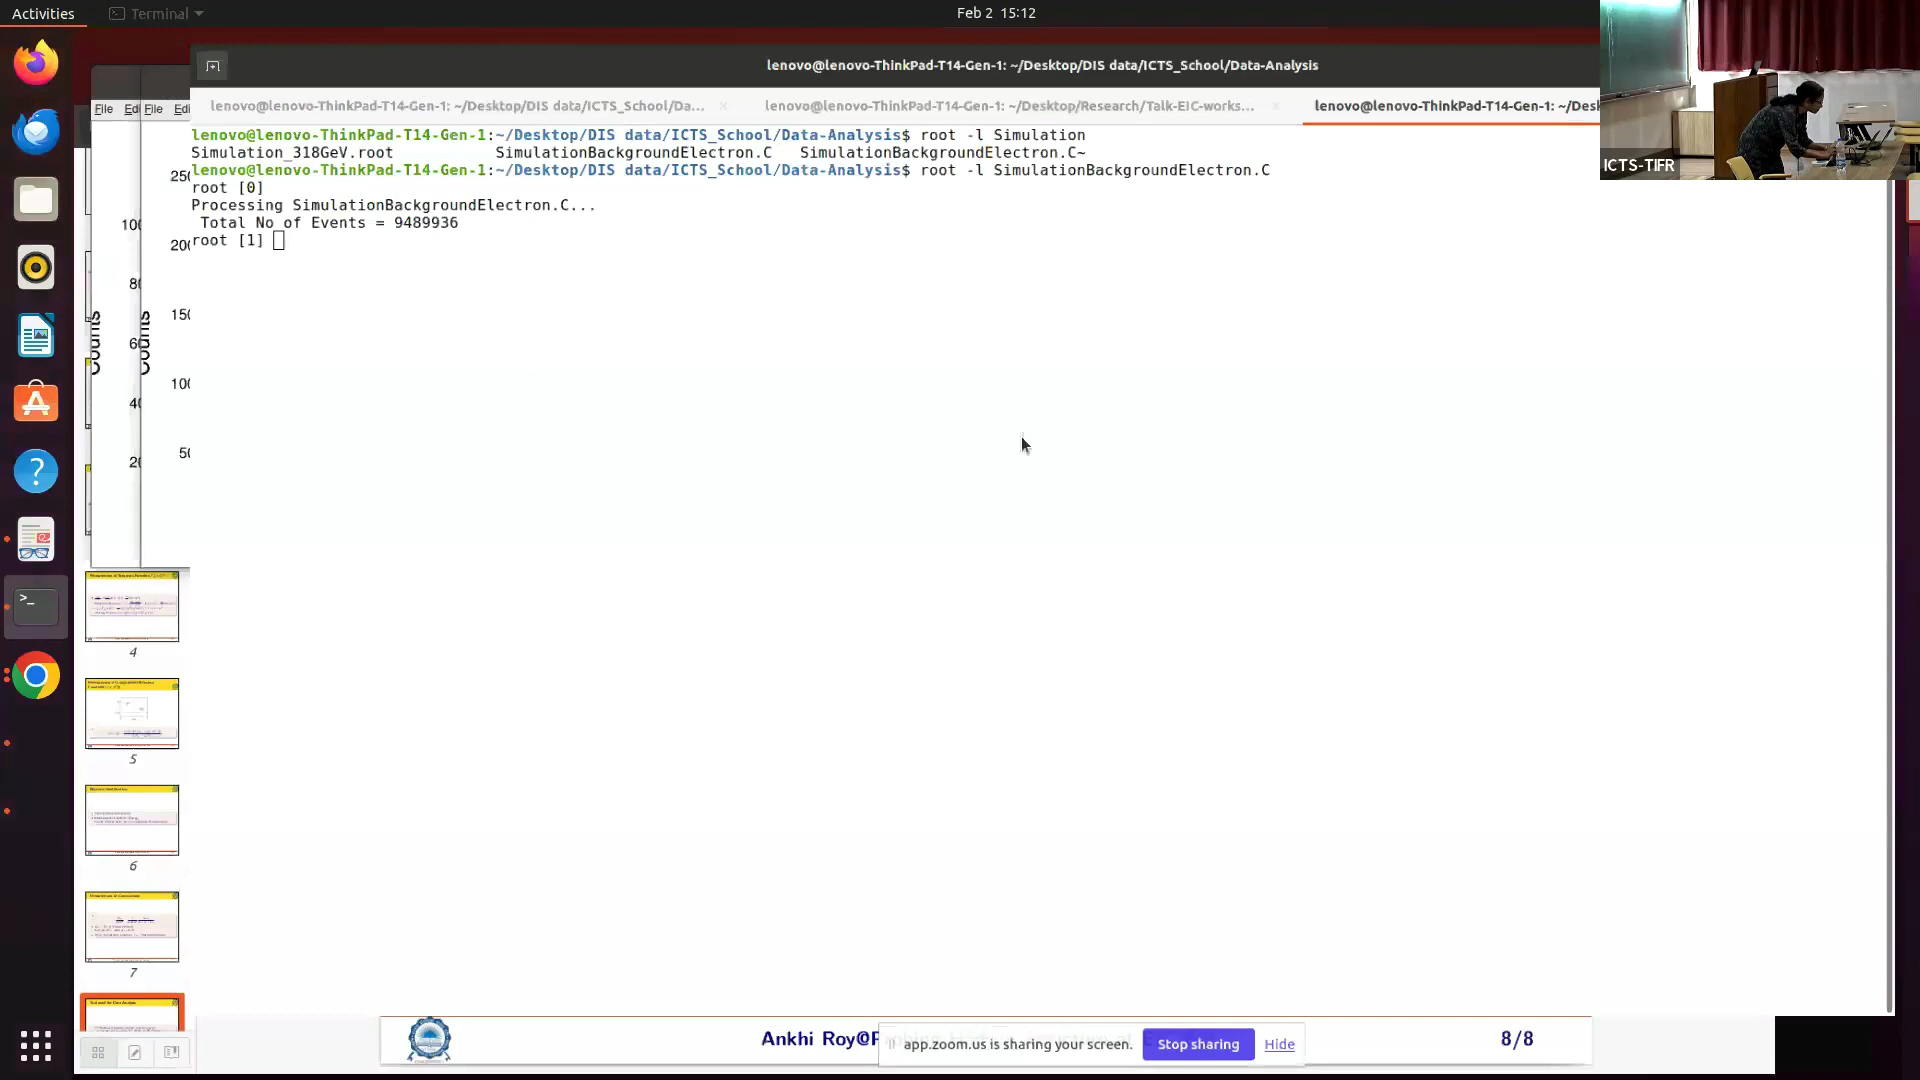 Activities
Terminal
Feb 2 15:12
lenovo@lenovo-ThinkPad-T14-Gen-1: ~/Desktop/DIS data/ICTS_School/Data-Analysis
File Edi File Edi
lenovo@lenovo-ThinkPad-T14-Gen-1: ~/Desktop/DIS data/ICTS_School/Da...
lenovo@lenovo-ThinkPad-T14-Gen-1: ~/Desktop/Research/Talk-EIC-works...
lenovo@lenovo-ThinkPad-T14-Gen-1: ~/Desk
ICTS-TIFR
lenovo@lenovo-ThinkPad-T14-Gen-1:~/Desktop/DIS data/ICTS_School/Data-Analysis$ root -l Simulation
Simulation_318GeV.root SimulationBackgroundElectron.C SimulationBackgroundElectron.C~
lenovo@lenovo-ThinkPad-T14-Gen-1:~/Desktop/DIS data/ICTS_School/Data-Analysis$ root -l SimulationBackgroundElectron.C
root [0]
Processing SimulationBackgroundElectron.C...
Total No of Events = 9489936
root [1]
Counts
Counts
4
5
6
7
Ankhi Roy@
app.zoom.us is sharing your screen.
Stop sharing
Hide
8/8